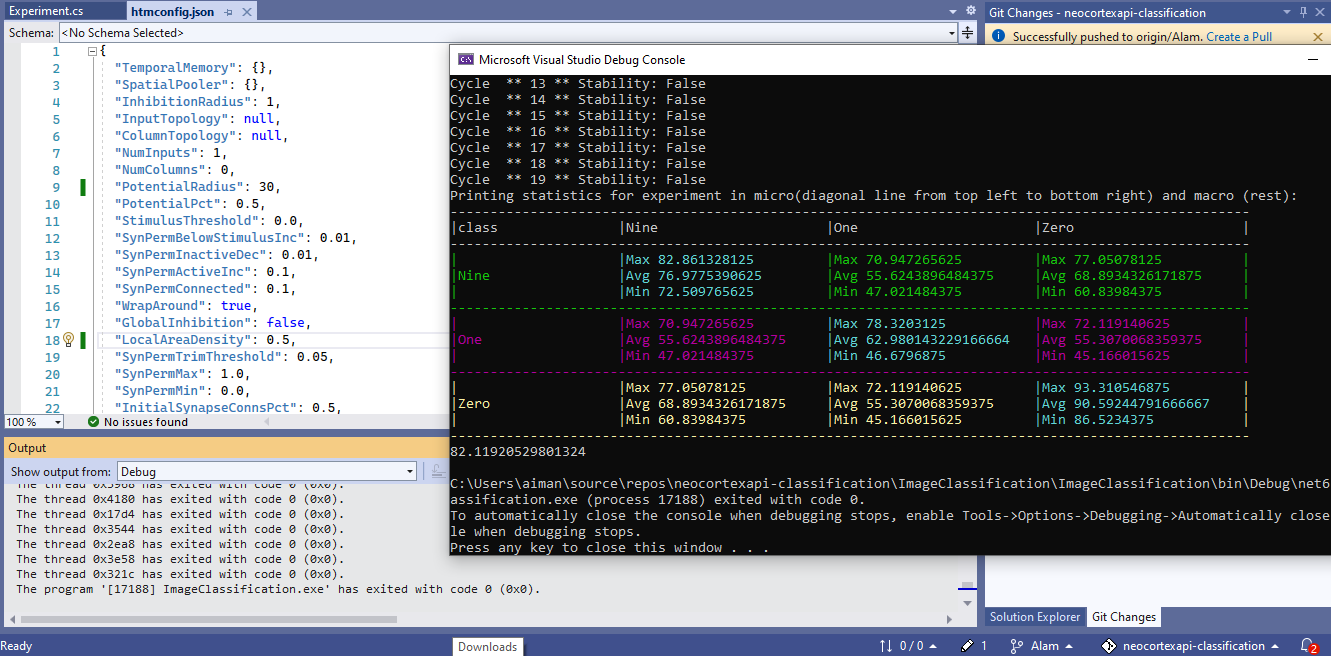 Experiment.cs
htmconfig.json
Schema: <No Schema Selected>
1 {
2 "TemporalMemory": {},
3 "SpatialPooler": {},
4 "InhibitionRadius": 1,
5 "InputTopology": null,
6 "ColumnTopology": null,
7 "NumInputs": 1,
8 "NumColumns": 0,
9 "PotentialRadius": 30,
10 "PotentialPct": 0.5,
11 "StimulusThreshold": 0.0,
12 "SynPermBelowStimulusInc": 0.01,
13 "SynPermInactiveDec": 0.01,
14 "SynPermActiveInc": 0.1,
15 "SynPermConnected": 0.1,
16 "WrapAround": true,
17 "GlobalInhibition": false,
18 "LocalAreaDensity": 0.5,
19 "SynPermTrimThreshold": 0.05,
20 "SynPermMax": 1.0,
21 "SynPermMin": 0.0,
22 "InitialSynapseConnsPct": 0.5,
100 %
No issues found
Git Changes - neocortexapi-classification
Successfully pushed to origin/Alam. Create a Pull
Microsoft Visual Studio Debug Console
Cycle ** 13 ** Stability: False
Cycle ** 14 ** Stability: False
Cycle ** 15 ** Stability: False
Cycle ** 16 ** Stability: False
Cycle ** 17 ** Stability: False
Cycle ** 18 ** Stability: False
Cycle ** 19 ** Stability: False
Printing statistics for experiment in micro(diagonal line from top left to bottom right) and macro (rest):
|class |Nine |One |Zero |
| |Max 82.861328125 |Max 70.947265625 |Max 77.05078125 |
|Nine |Avg 76.9775390625 |Avg 55.6243896484375 |Avg 68.8934326171875 |
| |Min 72.509765625 |Min 47.021484375 |Min 60.83984375 |
| |Max 70.947265625 |Max 78.3203125 |Max 72.119140625 |
|One |Avg 55.6243896484375 |Avg 62.980143229166664 |Avg 55.3070068359375 |
| |Min 47.021484375 |Min 46.6796875 |Min 45.166015625 |
| |Max 77.05078125 |Max 72.119140625 |Max 93.310546875 |
|Zero |Avg 68.8934326171875 |Avg 55.3070068359375 |Avg 90.59244791666667 |
| |Min 60.83984375 |Min 45.166015625 |Min 86.5234375 |
82.11920529801324
C:\Users\aiman\source\repos\neocortexapi-classification\ImageClassification\ImageClassification\bin\Debug\net6
assification.exe (process 17188) exited with code 0.
To automatically close the console when debugging stops, enable Tools->Options->Debugging->Automatically close
le when debugging stops.
Press any key to close this window . . .
Output
Show output from: Debug
The thread 0x3968 has exited with code 0 (0x0).
The thread 0x4180 has exited with code 0 (0x0).
The thread 0x17d4 has exited with code 0 (0x0).
The thread 0x3544 has exited with code 0 (0x0).
The thread 0x2ea8 has exited with code 0 (0x0).
The thread 0x3e58 has exited with code 0 (0x0).
The thread 0x321c has exited with code 0 (0x0).
The program '[17188] ImageClassification.exe' has exited with code 0 (0x0).
Solution Explorer
Git Changes
Ready
Downloads
0 / 0
1
Alam
neocortexapi-classification
2